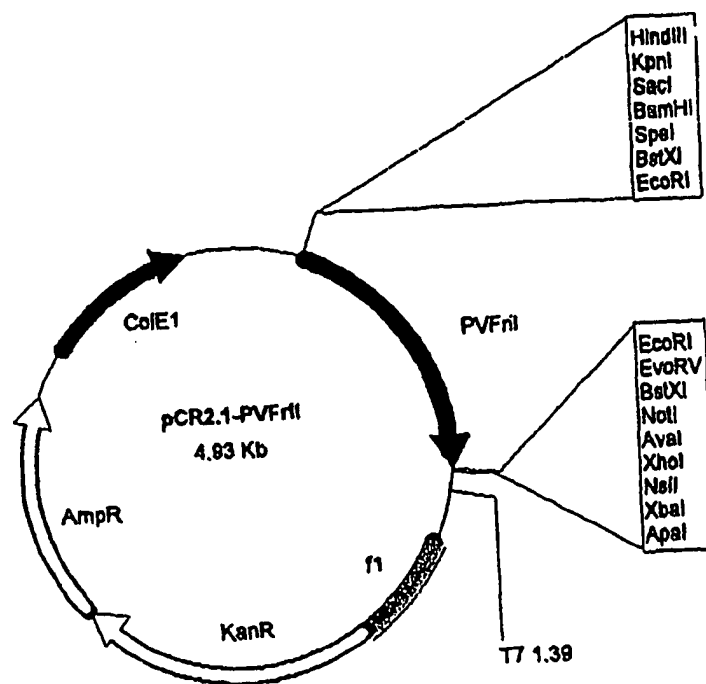 HindIII
KpnI
SacI
BamHI
SpeI
BstXI
EcoRI
ColE1
PVFriI
EcoRI
EvoRV
BstXI
NotI
AvaI
XhoI
NsiI
XbaI
ApaI
pCR2.1-PVFriI
4.93 Kb
AmpR
f1
KanR
T7 1.39